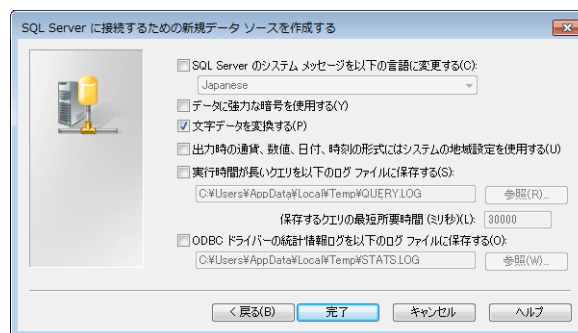 SQL Server に接続するための新規データ ソースを作成する
SQL Server のシステム メッセージを以下の言語に変更する(C):
Japanese
データに強力な暗号を使用する(Y)
文字データを変換する(P)
出力時の通貨、数値、日付、時刻の形式にはシステムの地域設定を使用する(U)
実行時間が長いクエリを以下のログ ファイルに保存する(S):
C:¥Users¥AppData¥Local¥Temp¥QUERY.LOG 参照(R)...
保存するクエリの最短所要時間 (ミリ秒)(L): 30000
ODBC ドライバーの統計情報ログを以下のログ ファイルに保存する(O):
C:¥Users¥AppData¥Local¥Temp¥STATS.LOG 参照(W)...
< 戻る(B) 完了 キャンセル ヘルプ